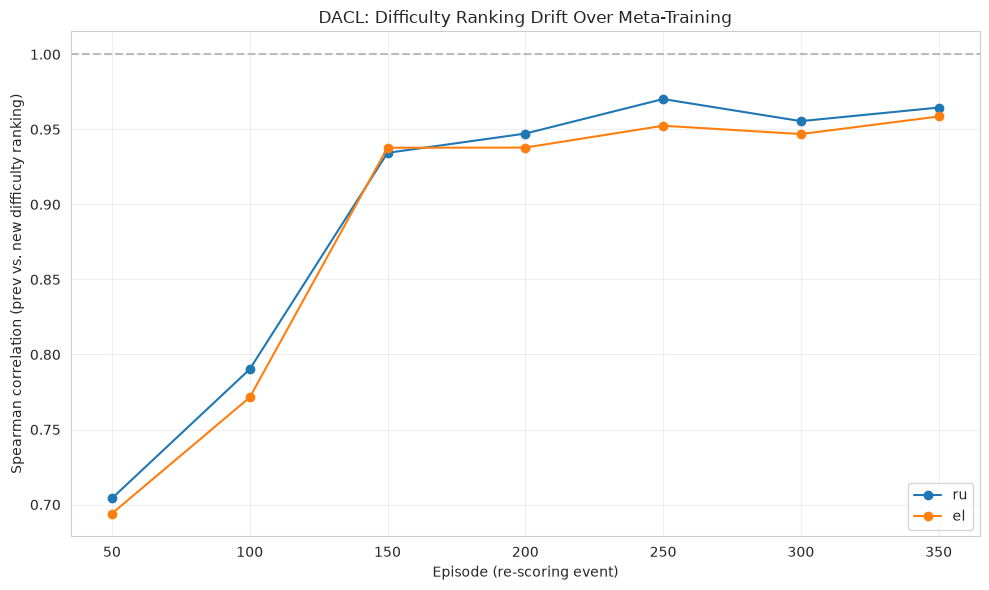 DACL: Difficulty Ranking Drift Over Meta-Training
Spearman correlation (prev vs. new difficulty ranking)
1.00
0.95
0.90
0.85
0.80
0.75
0.70
50 100 150 200 250 300 350
Episode (re-scoring event)
ru
el